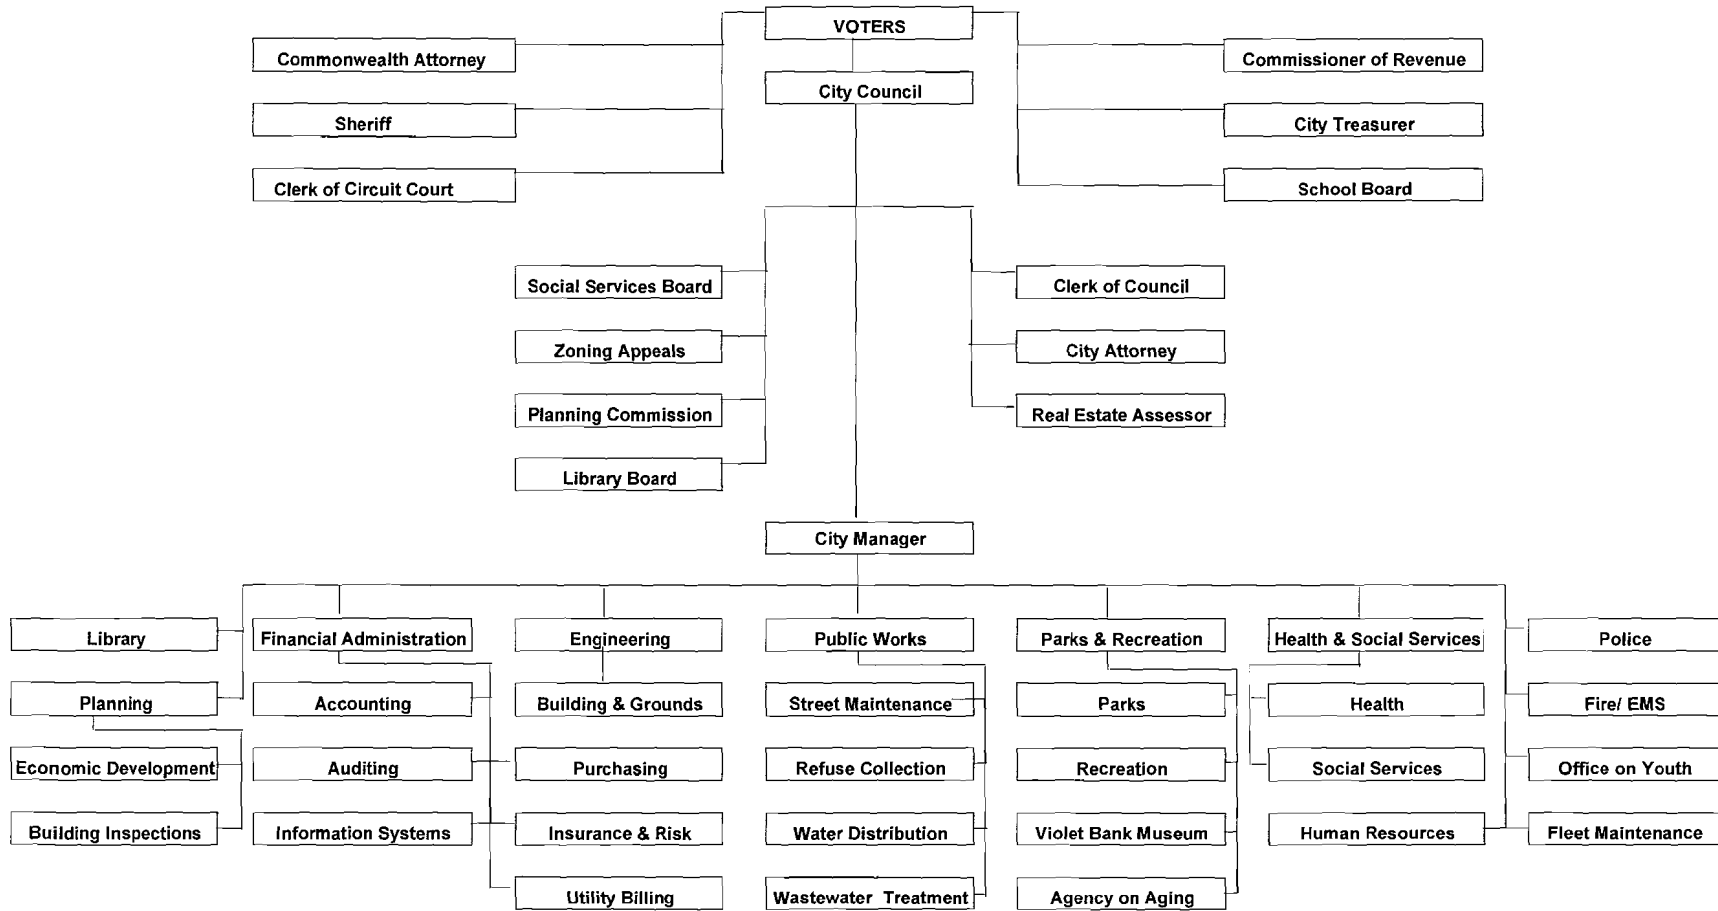 VOTERS
Commonwealth Attorney
Commissioner of Revenue
City Council
Sheriff
City Treasurer
Clerk of Circuit Court
School Board
Social Services Board
Clerk of Council
Zoning Appeals
City Attorney
Planning Commission
Real Estate Assessor
Library Board
City Manager
Library
Financial Administration
Engineering
Public Works
Parks & Recreation
Health & Social Services
Police
Planning
Accounting
Building & Grounds
Street Maintenance
Parks
Health
Fire/ EMS
Economic Development
Auditing
Purchasing
Refuse Collection
Recreation
Social Services
Office on Youth
Building Inspections
Information Systems
Insurance & Risk
Water Distribution
Violet Bank Museum
Human Resources
Fleet Maintenance
Utility Billing
Wastewater Treatment
Agency on Aging